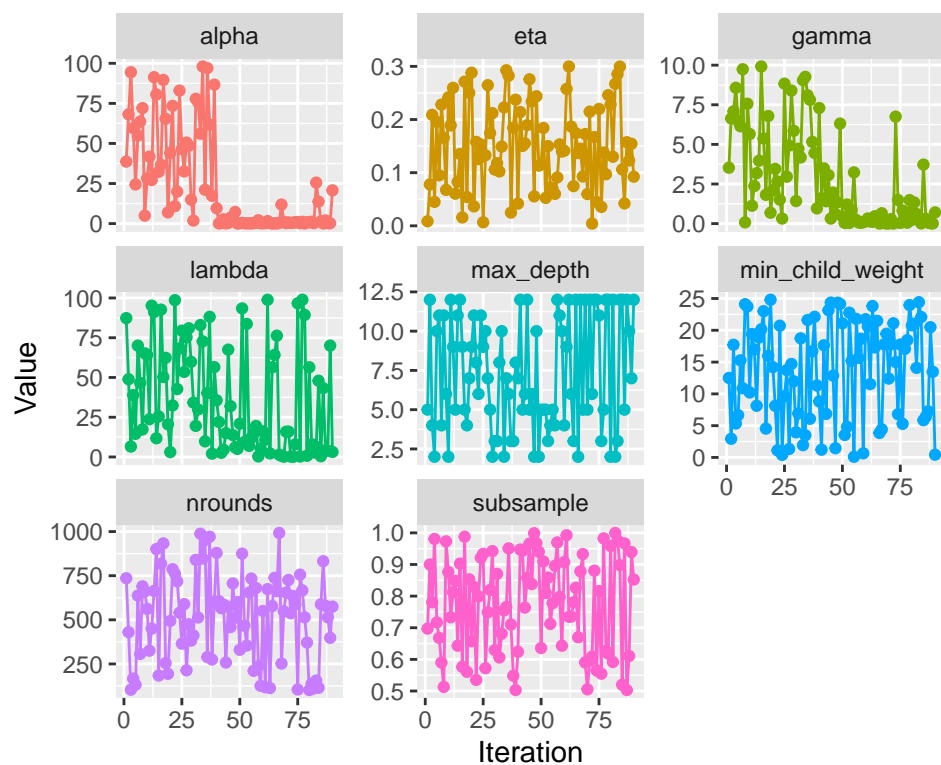 alpha eta gamma
100 0.3 10.0
75 7.5
0.2
50 5.0
0.1
25 2.5
0 0.0 0.0
lambda max_depth min_child_weight
100 12.5 25
75 10.0 20
15
50 7.5
10
25 5.0
5
0 2.5 0
0 25 50 75
nrounds subsample
1000 1.0
0.9
750
0.8
500
0.7
250 0.6
0.5
0 25 50 75 0 25 50 75
Value
Iteration